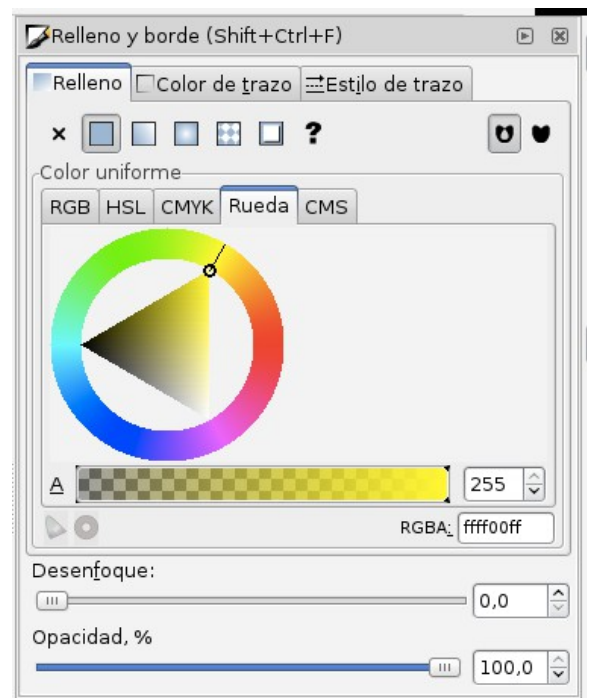 Relleno y borde (Shift+Ctrl+F)
Relleno Color de trazo Estilo de trazo
?
Color uniforme
RGB HSL CMYK Rueda CMS
A 255
RGBA: ffff00ff
Desenfoque:
0,0
Opacidad, %
100,0